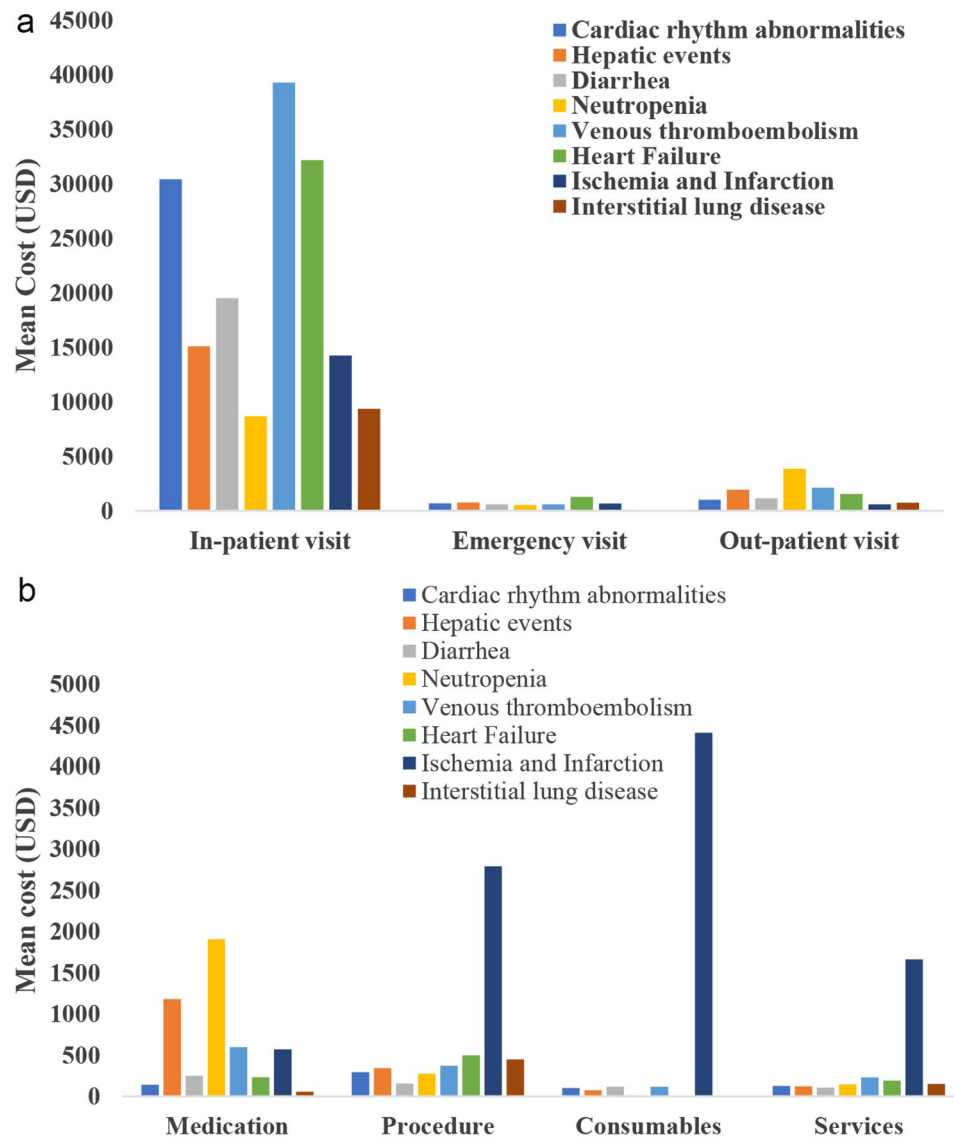 a
Mean Cost (USD)
45000
40000
35000
30000
25000
20000
15000
10000
5000
0
Cardiac rhythm abnormalities
Hepatic events
Diarrhea
Neutropenia
Venous thromboembolism
Heart Failure
Ischemia and Infarction
Interstitial lung disease
In-patient visit
Emergency visit
Out-patient visit
b
Mean cost (USD)
Cardiac rhythm abnormalities
Hepatic events
Diarrhea
Neutropenia
Venous thromboembolism
Heart Failure
Ischemia and Infarction
Interstitial lung disease
5000
4500
4000
3500
3000
2500
2000
1500
1000
500
0
Medication
Procedure
Consumables
Services